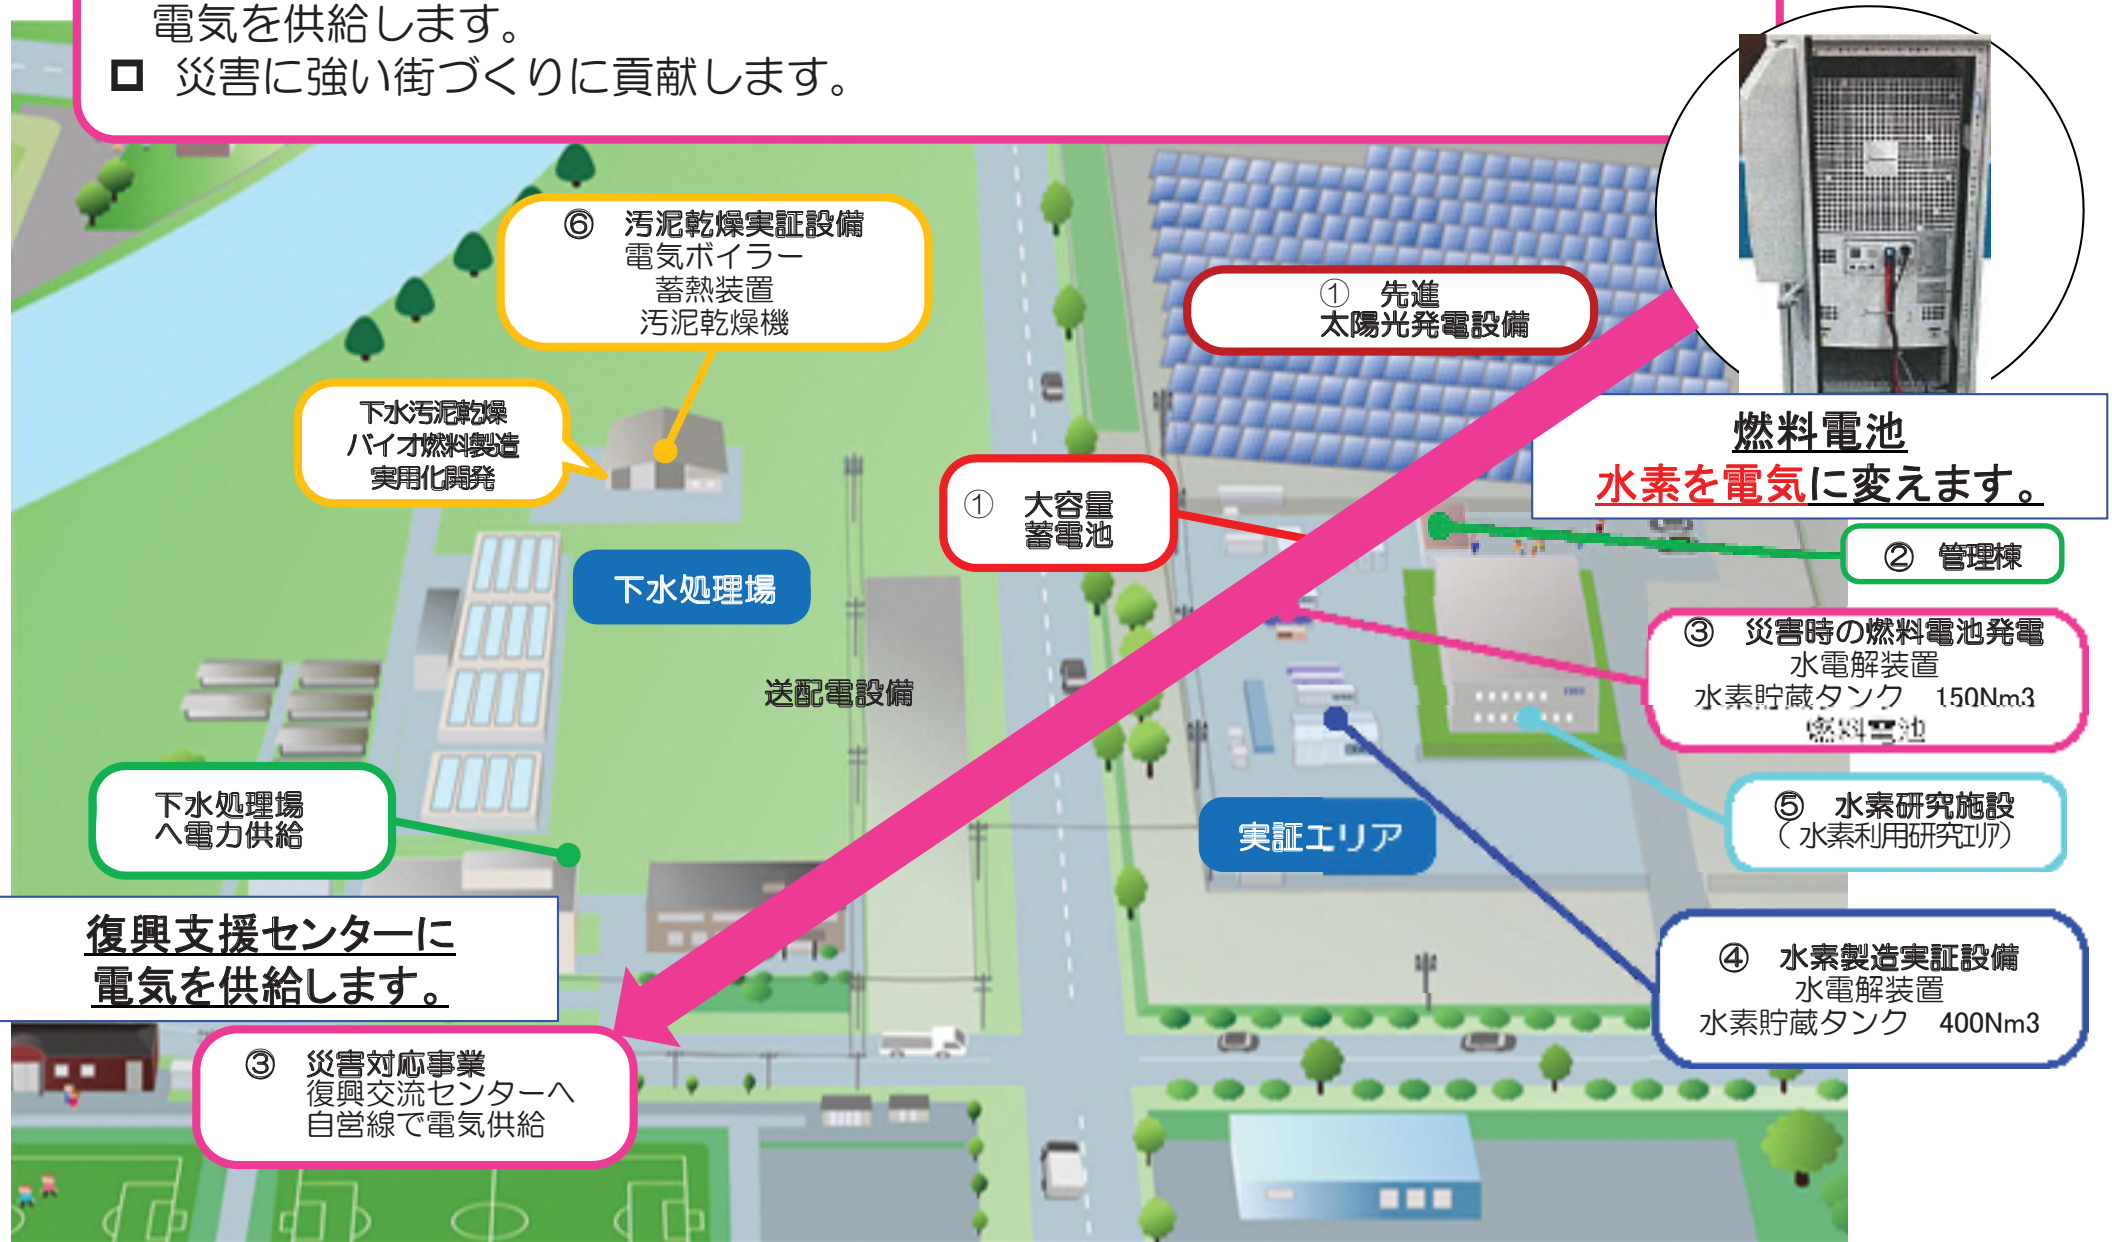 電気を供給します。
災害に強い街づくりに貢献します。
⑥ 汚泥乾燥実証設備
電気ボイラー
蓄熱装置
汚泥乾燥機
① 先進
太陽光発電設備
下水汚泥乾燥
バイオ燃料製造
実用化開発
燃料電池
水素を電気に変えます。
① 大容量
蓄電池
② 管理棟
下水処理場
③ 災害時の燃料電池発電
水電解装置
水素貯蔵タンク 150Nm3
燃料電池
送配電設備
⑤ 水素研究施設
（水素利用研究ｴﾘｱ）
下水処理場
へ電力供給
実証エリア
復興支援センターに
電気を供給します。
④ 水素製造実証設備
水電解装置
水素貯蔵タンク 400Nm3
③ 災害対応事業
復興交流センターへ
自営線で電気供給